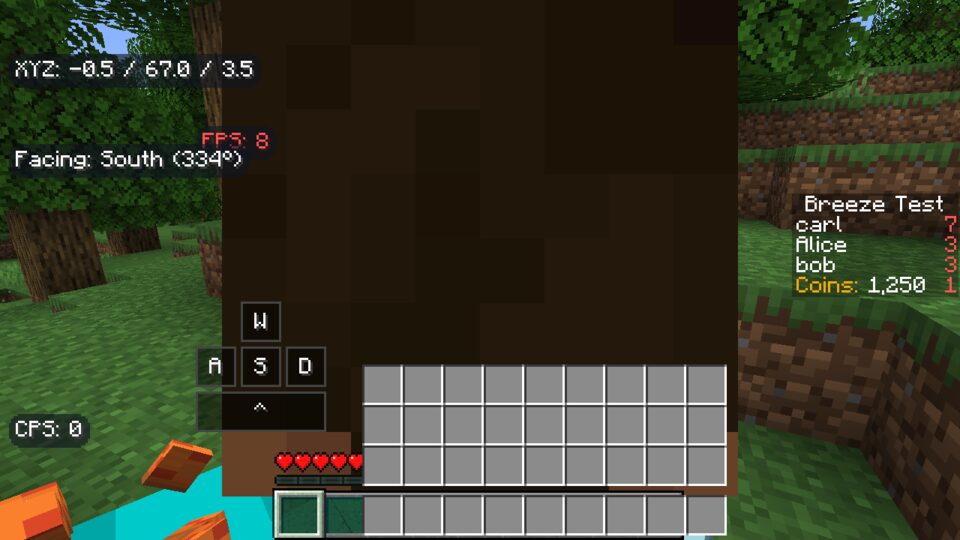 XYZ: -0.5 / 67.0 / 3.5
FPS: 8
Facing: South (334°)
Breeze Test
carl 7
Alice 3
bob 3
Coins: 1,250 1
W
A S D
^
CPS: 0